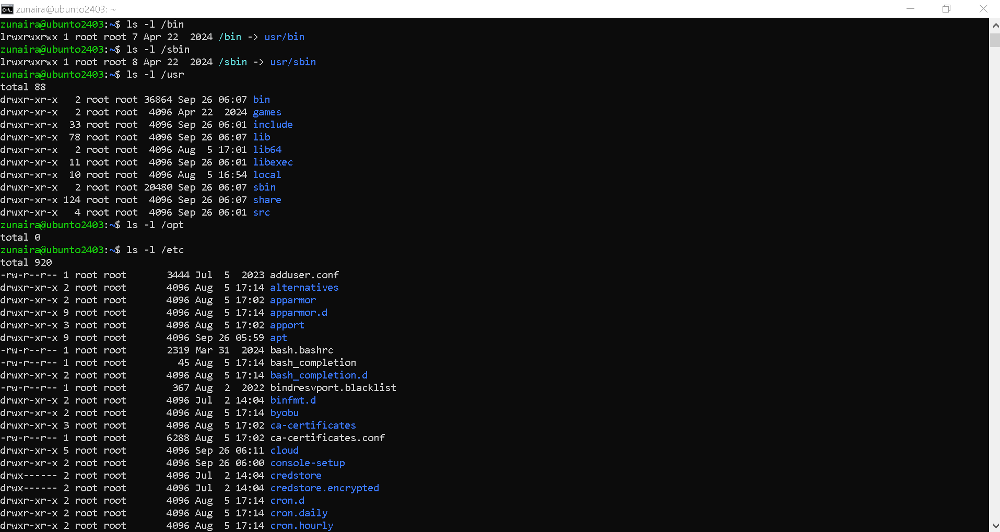 zunaira@ubunto2403: ~
zunaira@ubunto2403:~$ ls -l /bin
lrwxrwxrwx 1 root root 7 Apr 22  2024 /bin -> usr/bin
zunaira@ubunto2403:~$ ls -l /sbin
lrwxrwxrwx 1 root root 8 Apr 22  2024 /sbin -> usr/sbin
zunaira@ubunto2403:~$ ls -l /usr
total 88
drwxr-xr-x   2 root root 36864 Sep 26 06:07 bin
drwxr-xr-x   2 root root  4096 Apr 22  2024 games
drwxr-xr-x  33 root root  4096 Sep 26 06:01 include
drwxr-xr-x  78 root root  4096 Sep 26 06:07 lib
drwxr-xr-x   2 root root  4096 Aug  5 17:01 lib64
drwxr-xr-x  11 root root  4096 Sep 26 06:01 libexec
drwxr-xr-x  10 root root  4096 Aug  5 16:54 local
drwxr-xr-x   2 root root 20480 Sep 26 06:07 sbin
drwxr-xr-x 124 root root  4096 Sep 26 06:07 share
drwxr-xr-x   4 root root  4096 Sep 26 06:01 src
zunaira@ubunto2403:~$ ls -l /opt
total 0
zunaira@ubunto2403:~$ ls -l /etc
total 920
-rw-r--r-- 1 root root       3444 Jul  5  2023 adduser.conf
drwxr-xr-x 2 root root       4096 Aug  5 17:14 alternatives
drwxr-xr-x 2 root root       4096 Aug  5 17:02 apparmor
drwxr-xr-x 9 root root       4096 Aug  5 17:14 apparmor.d
drwxr-xr-x 3 root root       4096 Aug  5 17:02 apport
drwxr-xr-x 9 root root       4096 Sep 26 05:59 apt
-rw-r--r-- 1 root root       2319 Mar 31  2024 bash.bashrc
-rw-r--r-- 1 root root         45 Aug  5 17:14 bash_completion
drwxr-xr-x 2 root root       4096 Aug  5 17:14 bash_completion.d
-rw-r--r-- 1 root root        367 Aug  2  2022 bindresvport.blacklist
drwxr-xr-x 2 root root       4096 Jul  2 14:04 binfmt.d
drwxr-xr-x 2 root root       4096 Aug  5 17:14 byobu
drwxr-xr-x 3 root root       4096 Aug  5 17:02 ca-certificates
-rw-r--r-- 1 root root       6288 Aug  5 17:02 ca-certificates.conf
drwxr-xr-x 5 root root       4096 Sep 26 06:11 cloud
drwxr-xr-x 2 root root       4096 Sep 26 06:00 console-setup
drwx------ 2 root root       4096 Jul  2 14:04 credstore
drwx------ 2 root root       4096 Jul  2 14:04 credstore.encrypted
drwxr-xr-x 2 root root       4096 Aug  5 17:14 cron.d
drwxr-xr-x 2 root root       4096 Aug  5 17:14 cron.daily
drwxr-xr-x 2 root root       4096 Aug  5 17:14 cron.hourly